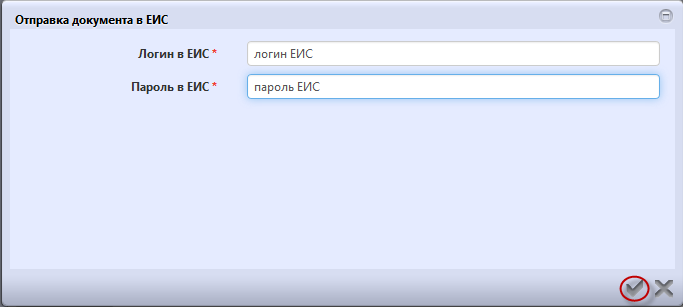 Отправка документа в ЕИС
Логин в ЕИС * логин ЕИС
Пароль в ЕИС * пароль ЕИС